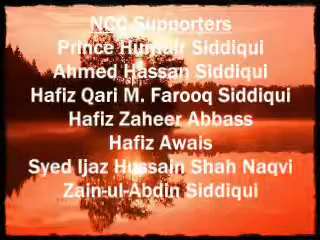 NCC Supporters
Prince Humair Siddiqui
Ahmed Hassan Siddiqui
Hafiz Qari M. Farooq Siddiqui
Hafiz Zaheer Abbass
Hafiz Awais
Syed Ijaz Hussain Shah Naqvi
Zain-ul-Abdin Siddiqui